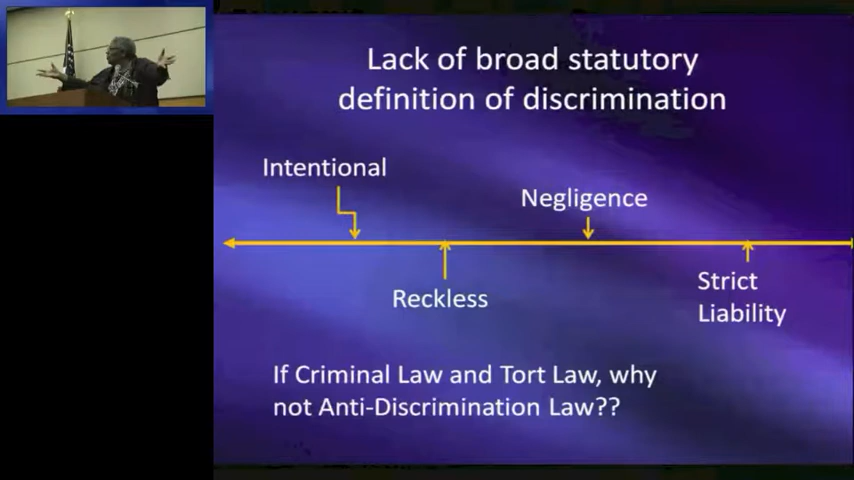 Lack of broad statutory
definition of discrimination
Intentional
Negligence
Reckless
Strict
Liability
If Criminal Law and Tort Law, why
not Anti-Discrimination Law??